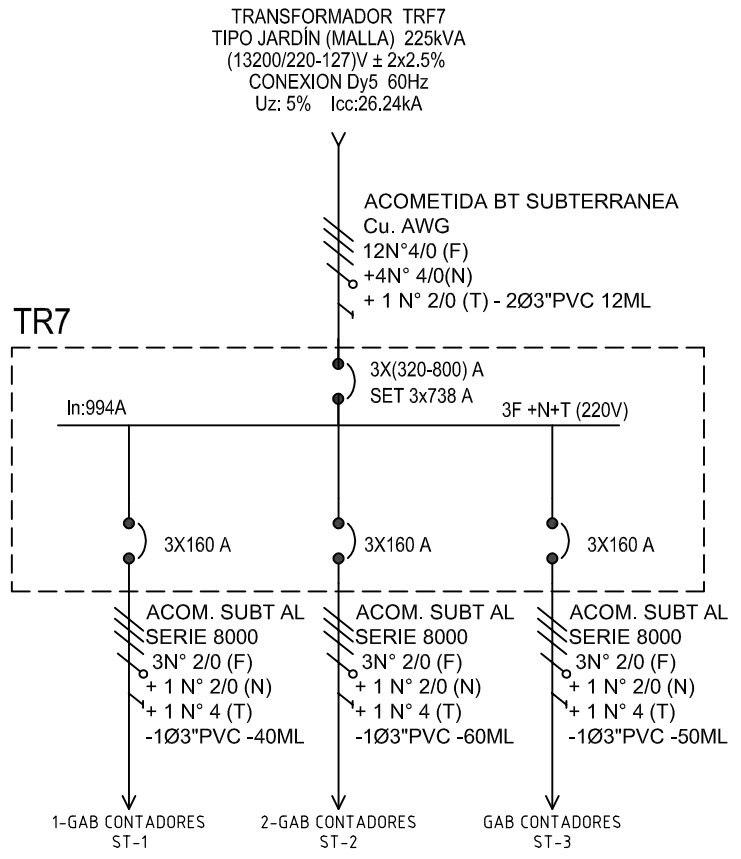 TRANSFORMADOR TRF7
TIPO JARDÍN (MALLA) 225kVA
(13200/220-127)V ± 2x2.5%
CONEXION Dy5 60Hz
Uz: 5% Icc:26.24kA
ACOMETIDA BT SUBTERRANEA
Cu. AWG
12N°4/0 (F)
+4N° 4/0(N)
+ 1 N° 2/0 (T) - 2Ø3"PVC 12ML
TR7
3X(320-800) A
SET 3x738 A
In:994A
3F +N+T (220V)
3X160 A
3X160 A
3X160 A
ACOM. SUBT AL
SERIE 8000
3N° 2/0 (F)
+ 1 N° 2/0 (N)
+ 1 N° 4 (T)
-1Ø3"PVC -40ML
ACOM. SUBT AL
SERIE 8000
3N° 2/0 (F)
+ 1 N° 2/0 (N)
+ 1 N° 4 (T)
-1Ø3"PVC -60ML
ACOM. SUBT AL
SERIE 8000
3N° 2/0 (F)
+ 1 N° 2/0 (N)
+ 1 N° 4 (T)
-1Ø3"PVC -50ML
1-GAB CONTADORES
ST-1
2-GAB CONTADORES
ST-2
GAB CONTADORES
ST-3